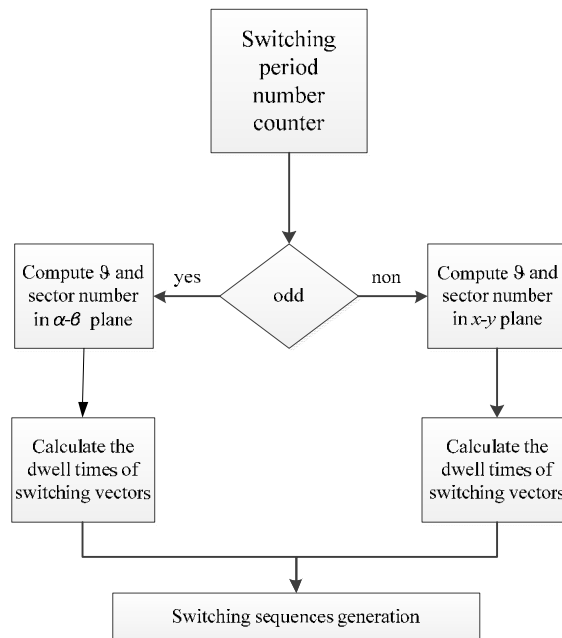 Switching
period
number
counter
yes
odd
non
Compute ϑ and
sector number
in α-β plane
Compute ϑ and
sector number
in x-y plane
Calculate the
dwell times of
switching vectors
Calculate the
dwell times of
switching vectors
Switching sequences generation